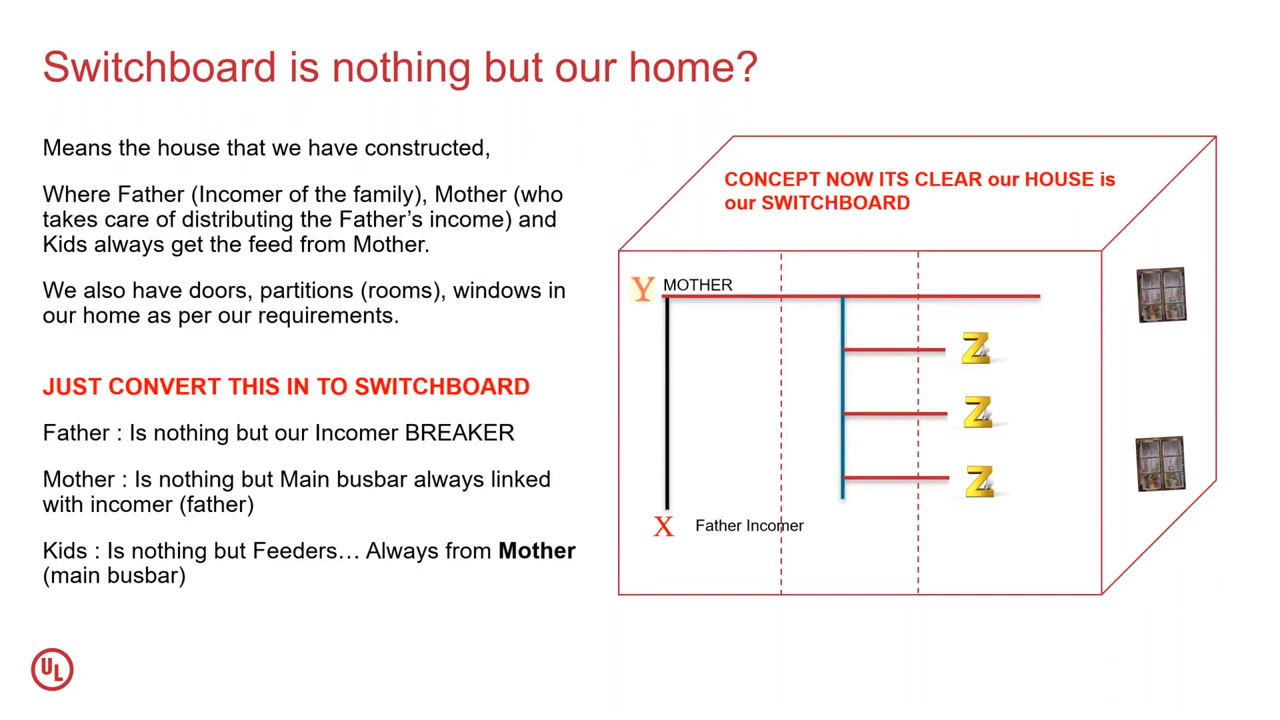 Switchboard is nothing but our home?
Means the house that we have constructed,
Where Father (Incomer of the family), Mother (who
takes care of distributing the Father's income) and
Kids always get the feed from Mother.
We also have doors, partitions (rooms), windows in
our home as per our requirements.
JUST CONVERT THIS IN TO SWITCHBOARD
Father : Is nothing but our Incomer BREAKER
Mother : Is nothing but Main busbar always linked
with incomer (father)
Kids : Is nothing but Feeders… Always from Mother
(main busbar)
CONCEPT NOW ITS CLEAR our HOUSE is
our SWITCHBOARD
Y MOTHER
Z
Z
Z
X Father Incomer
UL